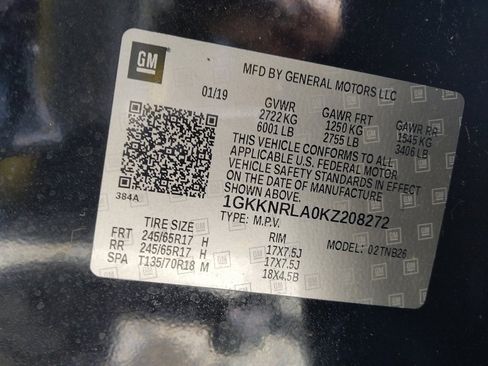 GM
MFD BY GENERAL MOTORS LLC
01/19
GVWR GAWR FRT GAWR RR
2722 KG 1250 KG 1545 KG
6001 LB 2755 LB 3406 LB
THIS VEHICLE CONFORMS TO ALL
APPLICABLE U.S. FEDERAL MOTOR
VEHICLE SAFETY STANDARDS IN EFFECT
ON THE DATE OF MANUFACTURE
SHOWN ABOVE.
384A
1GKKNRLA0KZ208272
TYPE: M.P.V. MODEL: 02TNB26
TIRE SIZE RIM
FRT 245/65R17 H 17X7.5J
RR 245/65R17 H 17X7.5J
SPA T135/70R18 M 18X4.5B